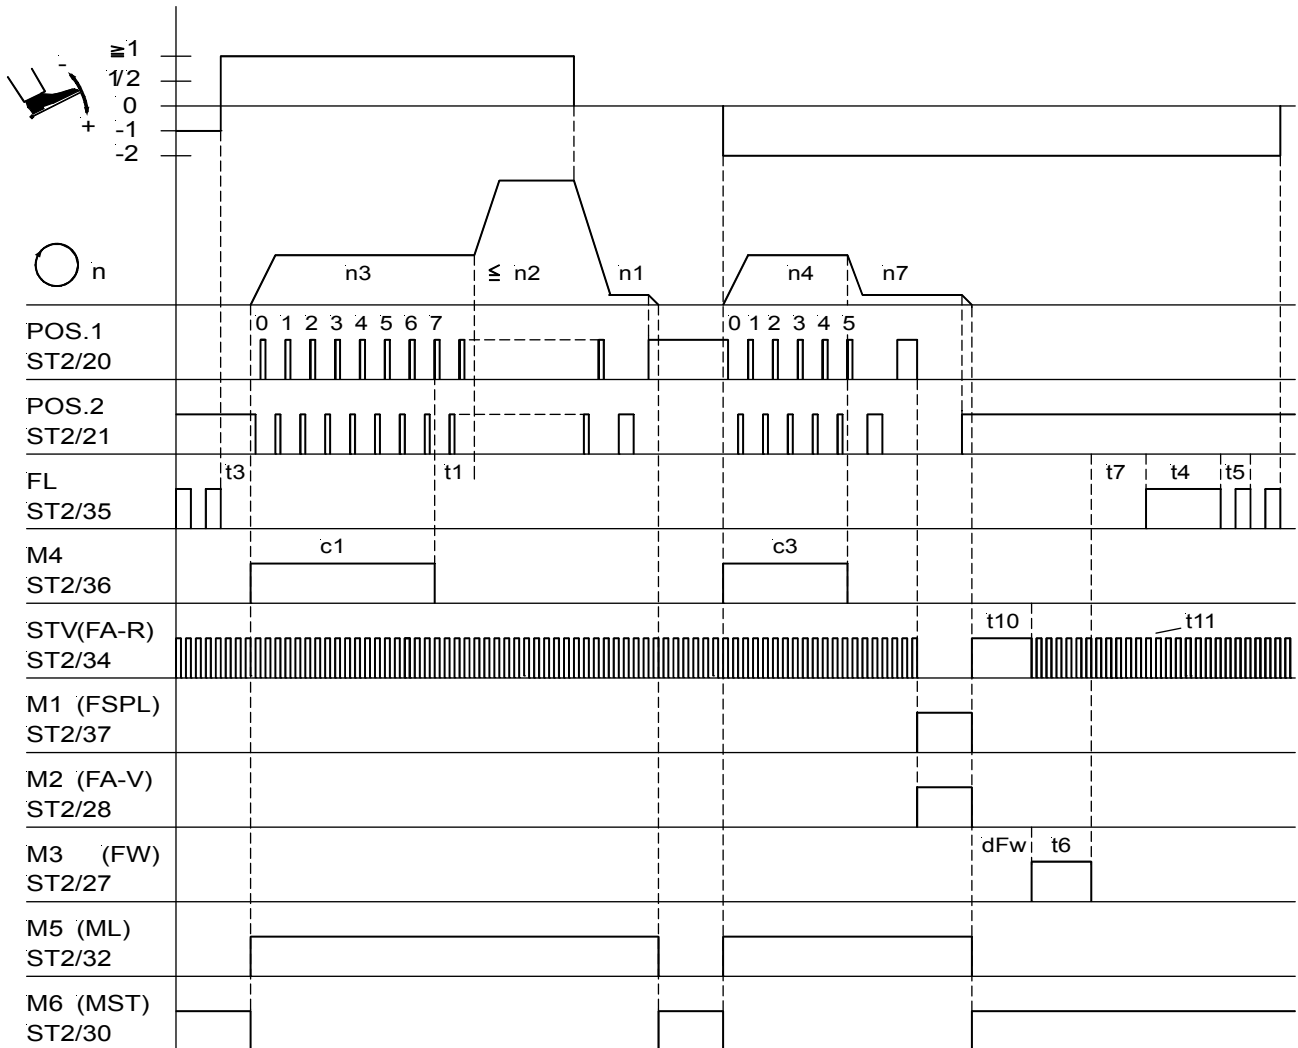 ≧1
1/2
-
0
+
-1
-2
n
n3
≦ n2
n1
n4
n7
POS.1
ST2/20
0 1 2 3 4 5 6 7
0 1 2 3 4 5
POS.2
ST2/21
FL
ST2/35
t3
t1
t7
t4
t5
M4
ST2/36
c1
c3
STV(FA-R)
ST2/34
t10
t11
M1 (FSPL)
ST2/37
M2 (FA-V)
ST2/28
M3 (FW)
ST2/27
dFw
t6
M5 (ML)
ST2/32
M6 (MST)
ST2/30